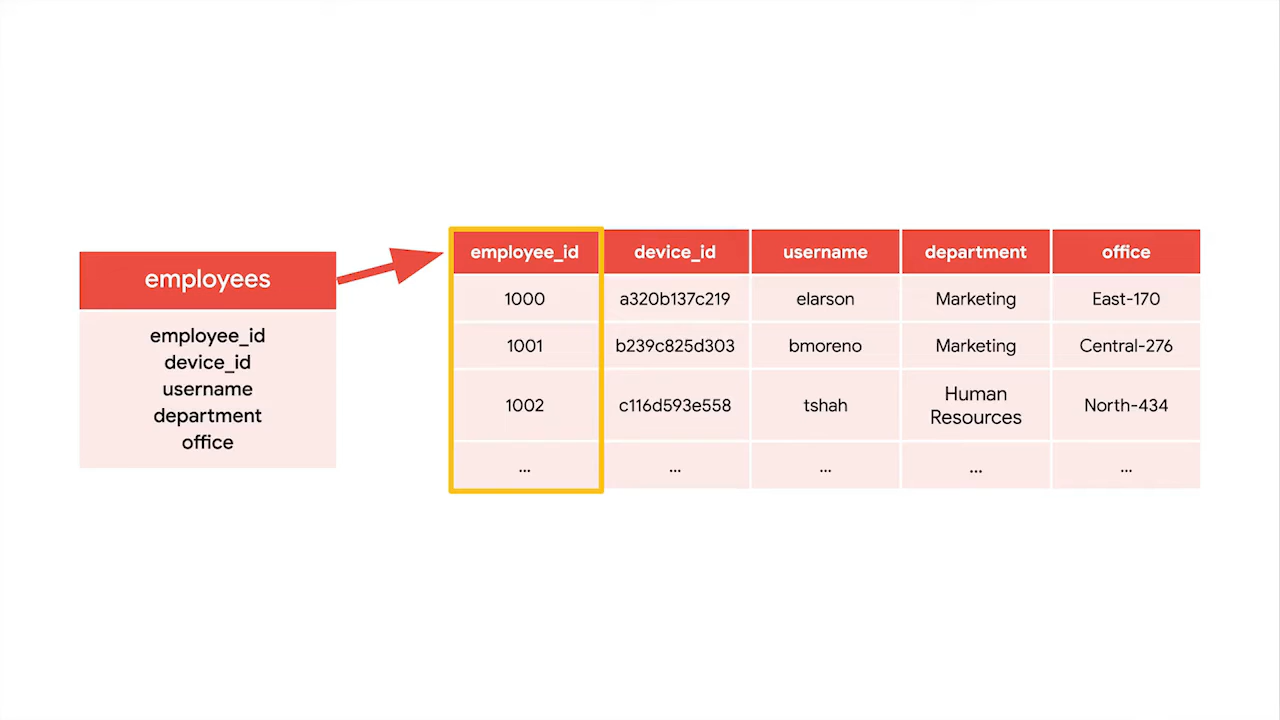 employees
employee_id
device_id
username
department
office
employee_id device_id username department office
1000 a320b137c219 elarson Marketing East-170
1001 b239c825d303 bmoreno Marketing Central-276
1002 c116d593e558 tshah Human Resources North-434
... ... ... ... ...